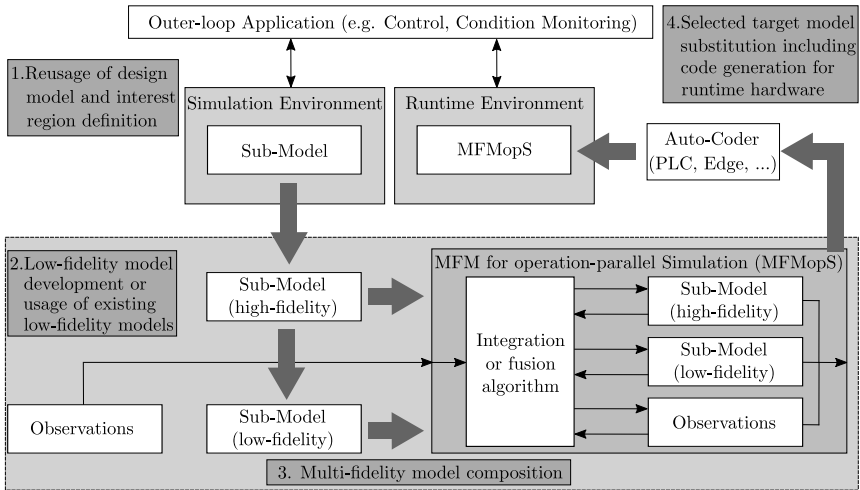 Outer-loop Application (e.g. Control, Condition Monitoring)
1.Reusage of design
model and interest
region definition
Simulation Environment
Sub-Model
Runtime Environment
MFMopS
4.Selected target model
substitution including
code generation for
runtime hardware
Auto-Coder
(PLC, Edge, ...)
2.Low-fidelity model
development or
usage of existing
low-fidelity models
Sub-Model
(high-fidelity)
MFM for operation-parallel Simulation (MFMopS)
Integration
or fusion
algorithm
Sub-Model
(high-fidelity)
Sub-Model
(low-fidelity)
Observations
Observations
Sub-Model
(low-fidelity)
3. Multi-fidelity model composition